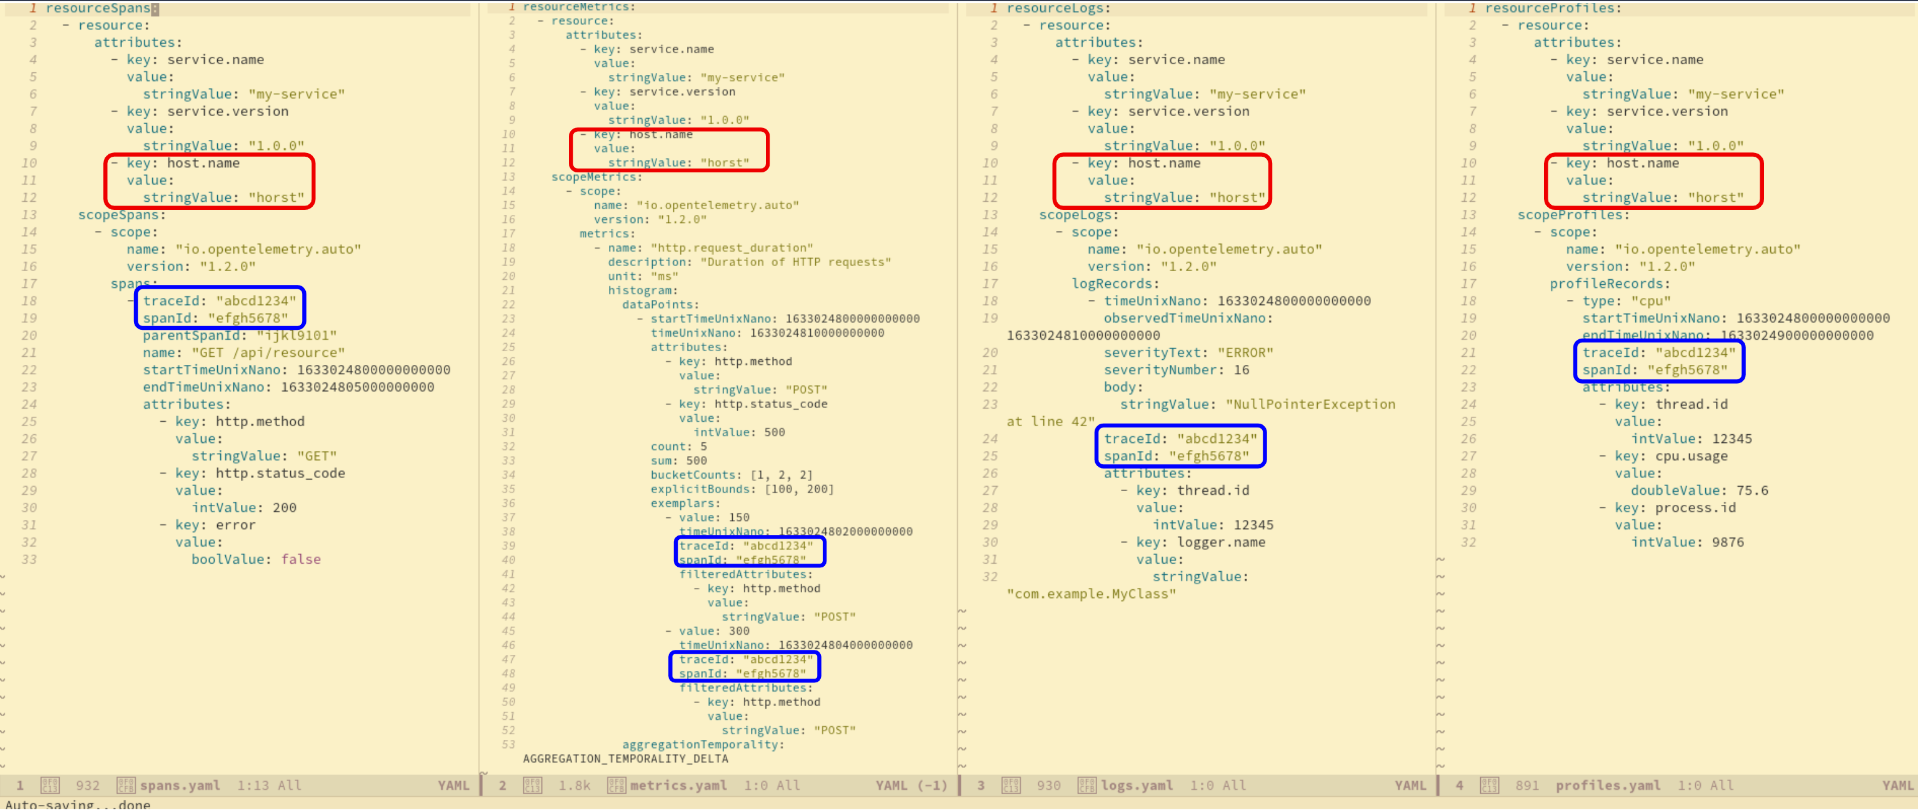 1 resourceSpans:
2 - resource:
3 attributes:
4 - key: service.name
5 value:
6 stringValue: "my-service"
7 - key: service.version
8 value:
9 stringValue: "1.0.0"
10 - key: host.name
11 value:
12 stringValue: "horst"
13 scopeSpans:
14 - scope:
15 name: "io.opentelemetry.auto"
16 version: "1.2.0"
17 spans:
18 - traceId: "abcd1234"
19 spanId: "efgh5678"
20 parentSpanId: "ijkl9101"
21 name: "GET /api/resource"
22 startTimeUnixNano: 1633024800000000000
23 endTimeUnixNano: 1633024805000000000
24 attributes:
25 - key: http.method
26 value:
27 stringValue: "GET"
28 - key: http.status_code
29 value:
30 intValue: 200
31 - key: error
32 value:
33 boolValue: false
~
~
~
~
~
~
~
~
~
~
~
~
1 932 spans.yaml 1:13 All YAML
1 resourceMetrics:
2 - resource:
3 attributes:
4 - key: service.name
5 value:
6 stringValue: "my-service"
7 - key: service.version
8 value:
9 stringValue: "1.0.0"
10 - key: host.name
11 value:
12 stringValue: "horst"
13 scopeMetrics:
14 - scope:
15 name: "io.opentelemetry.auto"
16 version: "1.2.0"
17 metrics:
18 - name: "http.request_duration"
19 description: "Duration of HTTP requests"
20 unit: "ms"
21 histogram:
22 dataPoints:
23 - startTimeUnixNano: 1633024800000000000
24 timeUnixNano: 1633024810000000000
25 attributes:
26 - key: http.method
27 value:
28 stringValue: "POST"
29 - key: http.status_code
30 value:
31 intValue: 500
32 count: 5
33 sum: 500
34 bucketCounts: [1, 2, 2]
35 explicitBounds: [100, 200]
36 exemplars:
37 - value: 150
38 timeUnixNano: 1633024802000000000
39 traceId: "abcd1234"
40 spanId: "efgh5678"
41 filteredAttributes:
42 - key: http.method
43 value:
44 stringValue: "POST"
45 - value: 300
46 timeUnixNano: 1633024804000000000
47 traceId: "abcd1234"
48 spanId: "efgh5678"
49 filteredAttributes:
50 - key: http.method
51 value:
52 stringValue: "POST"
53 aggregationTemporality:
AGGREGATION_TEMPORALITY_DELTA
~
2 1.8k metrics.yaml 1:0 All YAML (-1)
1 resourceLogs:
2 - resource:
3 attributes:
4 - key: service.name
5 value:
6 stringValue: "my-service"
7 - key: service.version
8 value:
9 stringValue: "1.0.0"
10 - key: host.name
11 value:
12 stringValue: "horst"
13 scopeLogs:
14 - scope:
15 name: "io.opentelemetry.auto"
16 version: "1.2.0"
17 logRecords:
18 - timeUnixNano: 1633024800000000000
19 observedTimeUnixNano:
1633024810000000000
20 severityText: "ERROR"
21 severityNumber: 16
22 body:
23 stringValue: "NullPointerException
at line 42"
24 traceId: "abcd1234"
25 spanId: "efgh5678"
26 attributes:
27 - key: thread.id
28 value:
29 intValue: 12345
30 - key: logger.name
31 value:
32 stringValue:
"com.example.MyClass"
~
~
~
~
~
~
~
~
~
~
3 930 logs.yaml 1:0 All YAML
1 resourceProfiles:
2 - resource:
3 attributes:
4 - key: service.name
5 value:
6 stringValue: "my-service"
7 - key: service.version
8 value:
9 stringValue: "1.0.0"
10 - key: host.name
11 value:
12 stringValue: "horst"
13 scopeProfiles:
14 - scope:
15 name: "io.opentelemetry.auto"
16 version: "1.2.0"
17 profileRecords:
18 - type: "cpu"
19 startTimeUnixNano: 1633024800000000000
20 endTimeUnixNano: 1633024900000000000
21 traceId: "abcd1234"
22 spanId: "efgh5678"
23 attributes:
24 - key: thread.id
25 value:
26 intValue: 12345
27 - key: cpu.usage
28 value:
29 doubleValue: 75.6
30 - key: process.id
31 value:
32 intValue: 9876
~
~
~
~
~
~
~
~
~
~
~
~
~
4 891 profiles.yaml 1:0 All YAML
Auto-saving...done